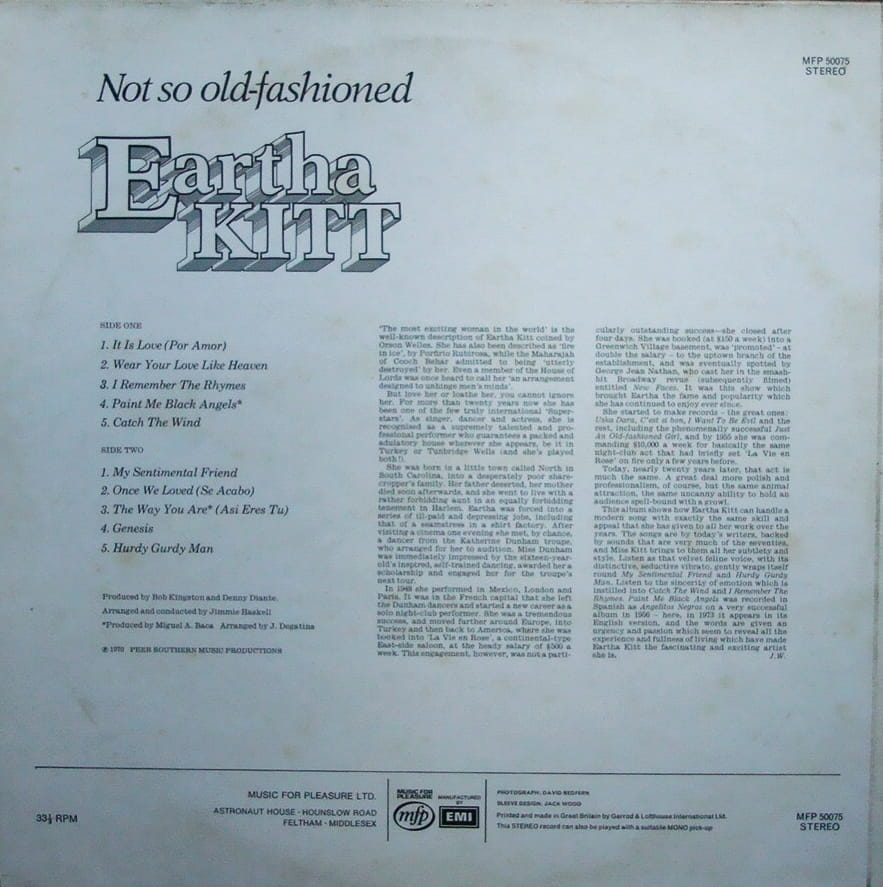 MFP 50075
STEREO
Not so old-fashioned
Eartha
KITT
SIDE ONE
1. It Is Love (Por Amor)
2. Wear Your Love Like Heaven
3. I Remember The Rhymes
4. Paint Me Black Angels*
5. Catch The Wind
SIDE TWO
1. My Sentimental Friend
2. Once We Loved (Se Acabo)
3. The Way You Are* (Asi Eres Tu)
4. Genesis
5. Hurdy Gurdy Man
Produced by Bob Kingston and Denny Diante.
Arranged and conducted by Jimmie Haskell
*Produced by Miguel A. Baca Arranged by J. Degatina
℗ 1970 PEER SOUTHERN MUSIC PRODUCTIONS
'The most exciting woman in the world' is the
well-known description of Eartha Kitt coined by
Orson Welles. She has also been described as 'fire
in ice', by Porfirio Rubirosa, while the Maharajah
of Cooch Behar admitted to being 'utterly
destroyed' by her. Even a member of the House of
Lords was once heard to call her 'an arrangement
designed to unhinge men's minds'.
But love her or loathe her, you cannot ignore
her. For more than twenty years now she has
been one of the few truly international 'Super-
stars'. As singer, dancer and actress, she is
recognised as a supremely talented and pro-
fessional performer who guarantees a packed and
adulatory house wherever she appears, be it in
Turkey or Tunbridge Wells (and she's played
both!).
She was born in a little town called North in
South Carolina, into a desperately poor share-
cropper's family. Her father deserted, her mother
died soon afterwards, and she went to live with a
rather forbidding aunt in an equally forbidding
tenement in Harlem. Eartha was forced into a
series of ill-paid and depressing jobs, including
that of a seamstress in a shirt factory. After
visiting a cinema one evening she met, by chance,
a dancer from the Katherine Dunham troupe,
who arranged for her to audition. Miss Dunham
was immediately impressed by the sixteen-year-
old's inspired, self-trained dancing, awarded her a
scholarship and engaged her for the troupe's
next tour.
In 1948 she performed in Mexico, London and
Paris. It was in the French capital that she left
the Dunham dancers and started a new career as a
solo night-club performer. She was a tremendous
success, and moved further around Europe, into
Turkey and then back to America, where she was
booked into 'La Vie en Rose', a continental-type
East-side saloon, at the heady salary of $500 a
week. This engagement, however, was not a parti-
cularly outstanding success—she closed after
four days. She was booked (at $150 a week) into a
Greenwich Village basement, was 'promoted' - at
double the salary - to the uptown branch of the
establishment, and was eventually spotted by
George Jean Nathan, who cast her in the smash-
hit Broadway revue (subsequently filmed)
entitled New Faces. It was this show which
brought Eartha the fame and popularity which
she has continued to enjoy ever since.
She started to make records - the great ones:
Uska Dara, C'est si bon, I Want To Be Evil and the
rest, including the phenomenally successful Just
An Old-fashioned Girl, and by 1955 she was com-
manding $10,000 a week for basically the same
night-club act that had briefly set 'La Vie en
Rose' on fire only a few years before.
Today, nearly twenty years later, that act is
much the same. A great deal more polish and
professionalism, of course, but the same animal
attraction, the same uncanny ability to hold an
audience spell-bound with a growl.
This album shows how Eartha Kitt can handle a
modern song with exactly the same skill and
appeal that she has given to all her work over the
years. The songs are by today's writers, backed
by sounds that are very much of the seventies,
and Miss Kitt brings to them all her subtlety and
style. Listen as that velvet feline voice, with its
distinctive, seductive vibrato, gently wraps itself
round My Sentimental Friend and Hurdy Gurdy
Man. Listen to the sincerity of emotion which is
instilled into Catch The Wind and I Remember The
Rhymes. Paint Me Black Angels was recorded in
Spanish as Angelitos Negros on a very successful
album in 1956 - here, in 1973 it appears in its
English version, and the words are given an
urgency and passion which seem to reveal all the
experience and fullness of living which have made
Eartha Kitt the fascinating and exciting artist
she is. J.W.
33⅓ RPM
MUSIC FOR PLEASURE LTD.
ASTRONAUT HOUSE - HOUNSLOW ROAD
FELTHAM - MIDDLESEX
MUSIC FOR
PLEASURE
mfp
MANUFACTURED
BY
EMI
PHOTOGRAPH: DAVID REDFERN
SLEEVE DESIGN: JACK WOOD
Printed and made in Great Britain by Garrod & Lofthouse International Ltd.
This STEREO record can also be played with a suitable MONO pick-up
MFP 50075
STEREO